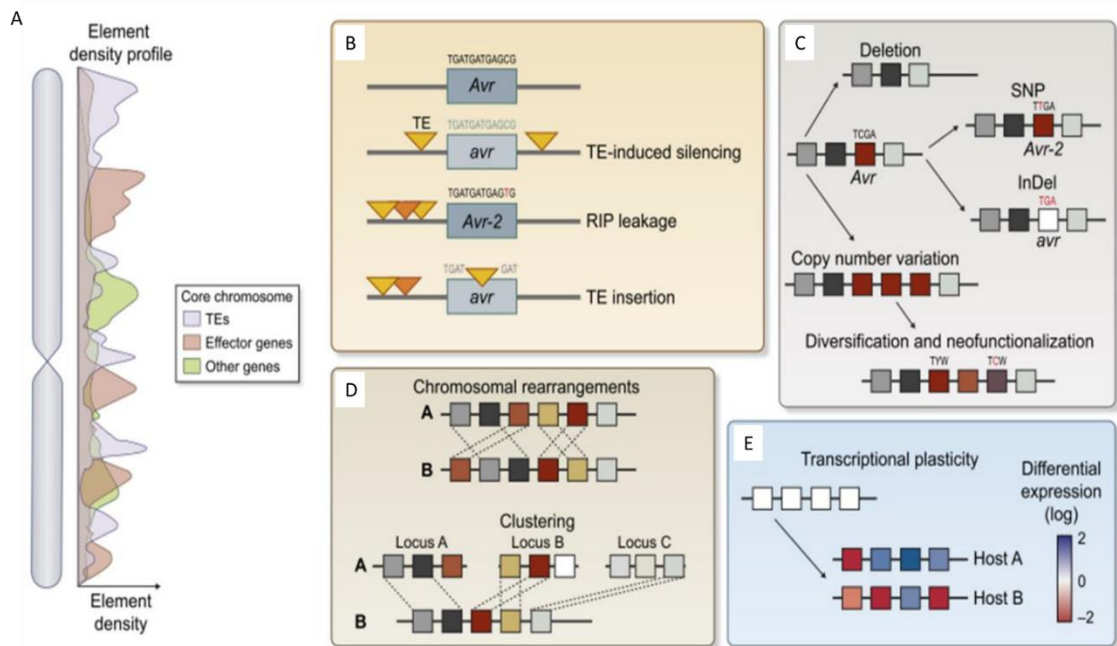 A
Element
density profile
Core chromosome
TEs
Effector genes
Other genes
Element
density
B
TGATGATGAGCG
Avr
TE
TGATGATGAGCG
avr
TE-induced silencing
TGATGATGAGTG
Avr-2
RIP leakage
TGAT GAT
avr
TE insertion
C
Deletion
SNP
TTGA
Avr-2
TCGA
Avr
InDel
TGA
avr
Copy number variation
Diversification and neofunctionalization
TYW TCW
D
Chromosomal rearrangements
A
B
Clustering
Locus A Locus B Locus C
A
B
E
Transcriptional plasticity
Differential
expression
(log)
2
0
−2
Host A
Host B